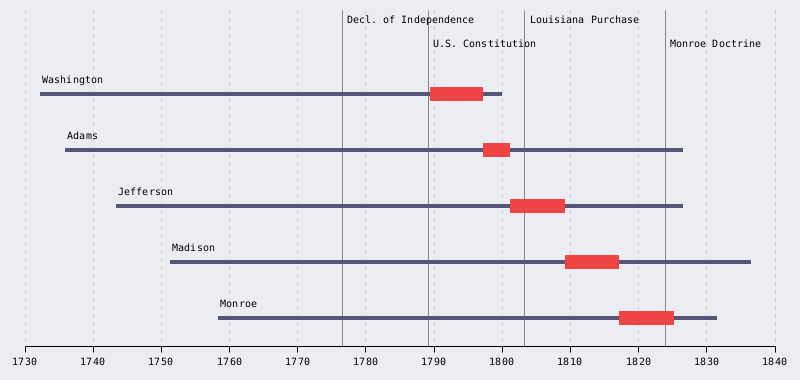 Decl. of Independence
Louisiana Purchase
U.S. Constitution
Monroe Doctrine
Washington
Adams
Jefferson
Madison
Monroe
1730 1740 1750 1760 1770 1780 1790 1800 1810 1820 1830 1840